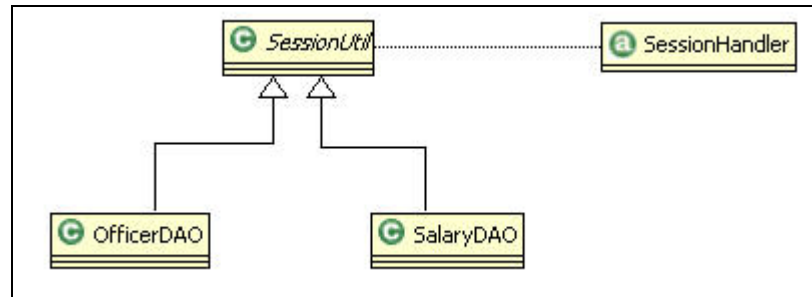 C SessionUtil
a SessionHandler
C OfficerDAO
C SalaryDAO